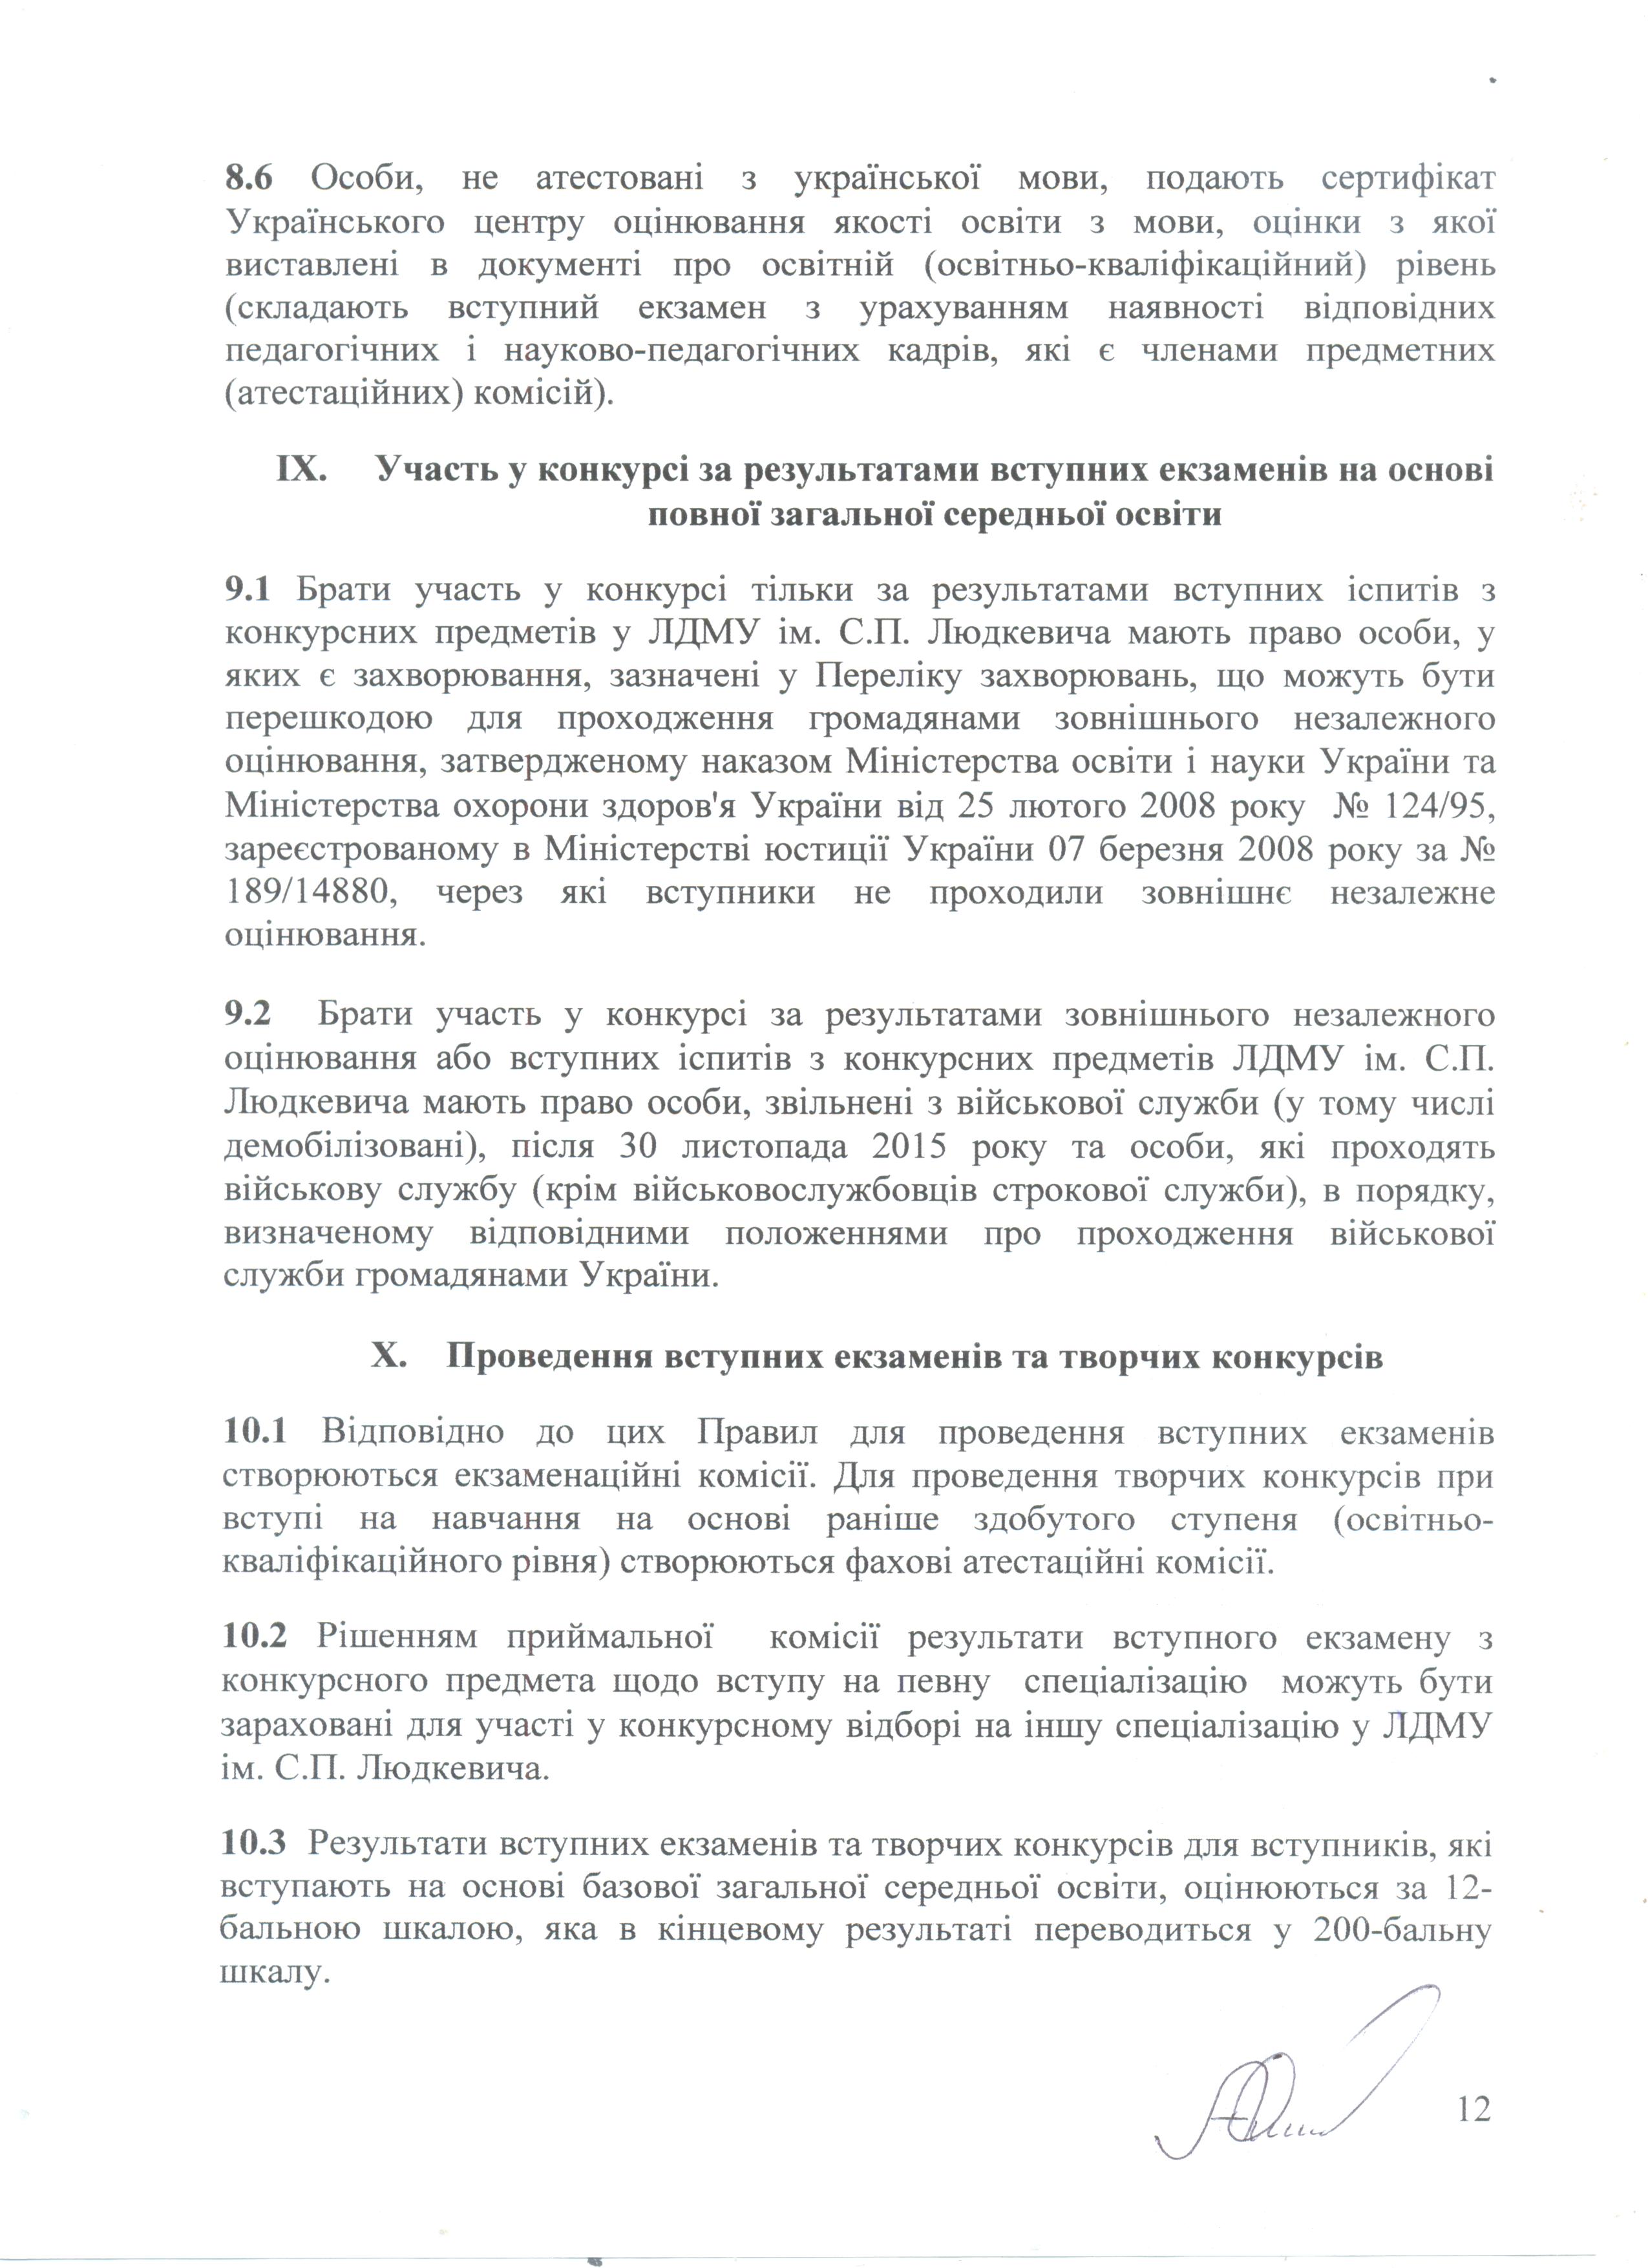 8.6 Особи, не атестовані з української мови, подають сертифікат
Українського центру оцінювання якості освіти з мови, оцінки з якої
виставлені в документі про освітній (освітньо-кваліфікаційний) рівень
(складають вступний екзамен з урахуванням наявності відповідних
педагогічних і науково-педагогічних кадрів, які є членами предметних
(атестаційних) комісій).
IX. Участь у конкурсі за результатами вступних екзаменів на основі
повної загальної середньої освіти
9.1 Брати участь у конкурсі тільки за результатами вступних іспитів з
конкурсних предметів у ЛДМУ ім. С.П. Людкевича мають право особи, у
яких є захворювання, зазначені у Переліку захворювань, що можуть бути
перешкодою для проходження громадянами зовнішнього незалежного
оцінювання, затвердженому наказом Міністерства освіти і науки України та
Міністерства охорони здоров'я України від 25 лютого 2008 року № 124/95,
зареєстрованому в Міністерстві юстиції України 07 березня 2008 року за №
189/14880, через які вступники не проходили зовнішнє незалежне
оцінювання.
9.2 Брати участь у конкурсі за результатами зовнішнього незалежного
оцінювання або вступних іспитів з конкурсних предметів ЛДМУ ім. С.П.
Людкевича мають право особи, звільнені з військової служби (у тому числі
демобілізовані), після 30 листопада 2015 року та особи, які проходять
військову службу (крім військовослужбовців строкової служби), в порядку,
визначеному відповідними положеннями про проходження військової
служби громадянами України.
X. Проведення вступних екзаменів та творчих конкурсів
10.1 Відповідно до цих Правил для проведення вступних екзаменів
створюються екзаменаційні комісії. Для проведення творчих конкурсів при
вступі на навчання на основі раніше здобутого ступеня (освітньо-
кваліфікаційного рівня) створюються фахові атестаційні комісії.
10.2 Рішенням приймальної комісії результати вступного екзамену з
конкурсного предмета щодо вступу на певну спеціалізацію можуть бути
зараховані для участі у конкурсному відборі на іншу спеціалізацію у ЛДМУ
ім. С.П. Людкевича.
10.3 Результати вступних екзаменів та творчих конкурсів для вступників, які
вступають на основі базової загальної середньої освіти, оцінюються за 12-
бальною шкалою, яка в кінцевому результаті переводиться у 200-бальну
шкалу.
12